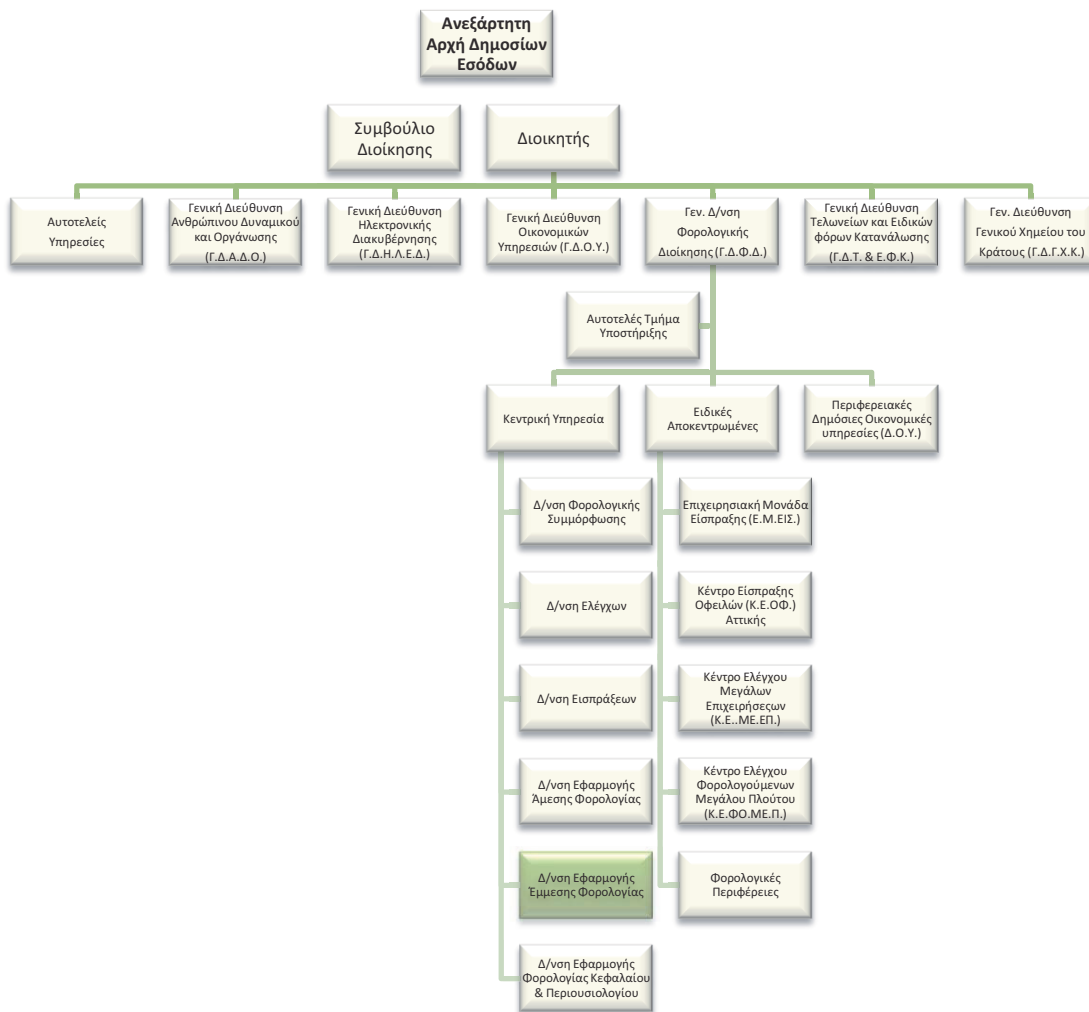 Ανεξάρτητη
Αρχή Δημοσίων
Εσόδων
Συμβούλιο
Διοίκησης
Διοικητής
Αυτοτελείς
Υπηρεσίες
Γενική Διεύθυνση
Ανθρώπινου Δυναμικού
και Οργάνωσης
(Γ.Δ.Α.Δ.Ο.)
Γενική Διεύθυνση
Ηλεκτρονικής
Διακυβέρνησης
(Γ.Δ.Η.Λ.Ε.Δ.)
Γενική Διεύθυνση
Οικονομικών
Υπηρεσιών (Γ.Δ.Ο.Υ.)
Γεν. Δ/νση
Φορολογικής
Διοίκησης (Γ.Δ.Φ.Δ.)
Γενική Διεύθυνση
Τελωνείων και Ειδικών
φόρων Κατανάλωσης
(Γ.Δ.Τ. & Ε.Φ.Κ.)
Γεν. Διεύθυνση
Γενικού Χημείου του
Κράτους (Γ.Δ.Γ.Χ.Κ.)
Αυτοτελές Τμήμα
Υποστήριξης
Κεντρική Υπηρεσία
Ειδικές
Αποκεντρωμένες
Περιφερειακές
Δημόσιες Οικονομικές
υπηρεσίες (Δ.Ο.Υ.)
Δ/νση Φορολογικής
Συμμόρφωσης
Δ/νση Ελέγχων
Δ/νση Εισπράξεων
Δ/νση Εφαρμογής
Άμεσης Φορολογίας
Δ/νση Εφαρμογής
Έμμεσης Φορολογίας
Δ/νση Εφαρμογής
Φορολογίας Κεφαλαίου
& Περιουσιολογίου
Επιχειρησιακή Μονάδα
Είσπραξης (Ε.Μ.ΕΙΣ.)
Κέντρο Είσπραξης
Οφειλών (Κ.Ε.ΟΦ.)
Αττικής
Κέντρο Ελέγχου
Μεγάλων
Επιχειρήσεςων
(Κ.Ε..ΜΕ.ΕΠ.)
Κέντρο Ελέγχου
Φορολογούμενων
Μεγάλου Πλούτου
(Κ.Ε.ΦΟ.ΜΕ.Π.)
Φορολογικές
Περιφέρειες